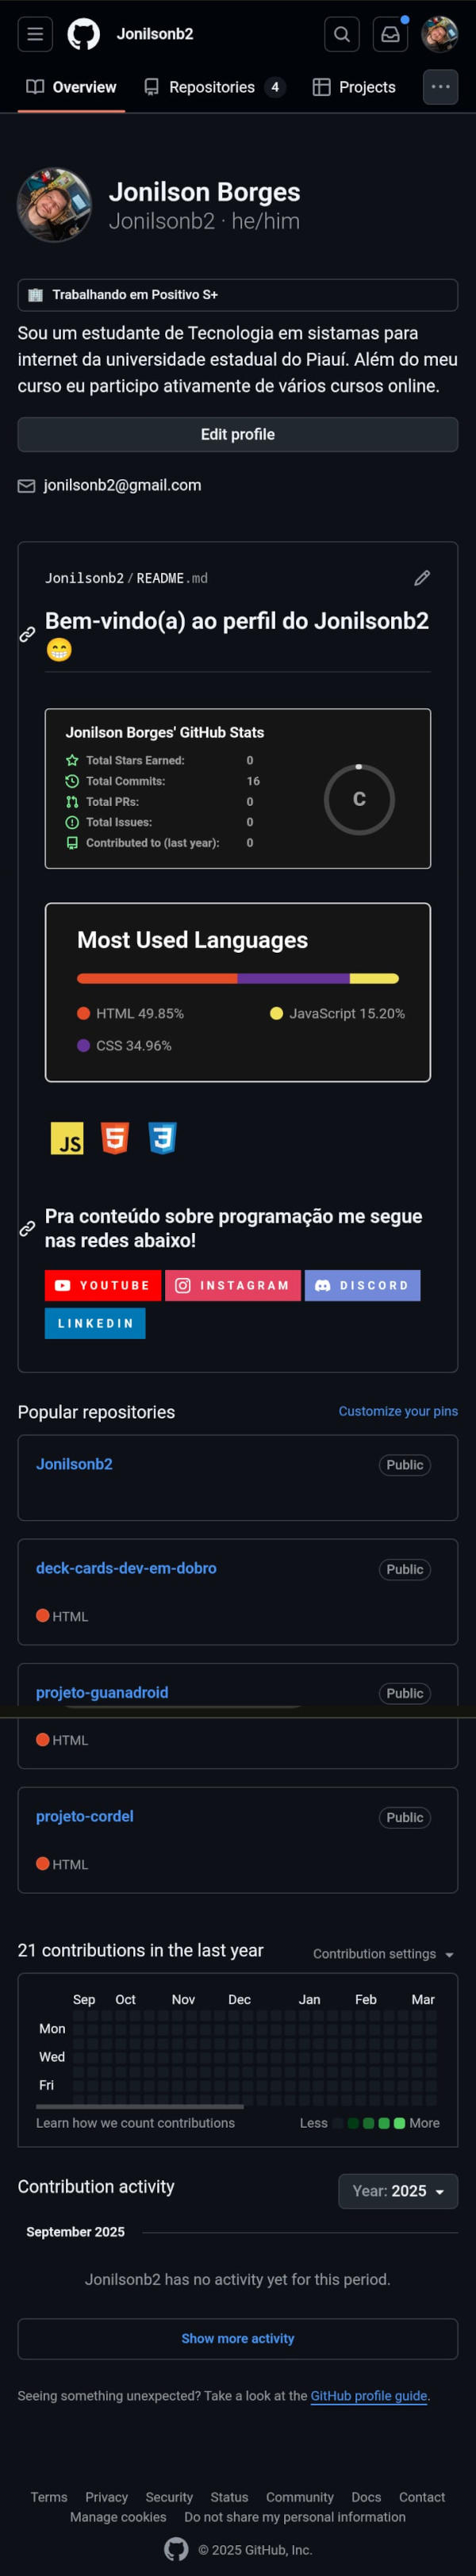 Jonilsonb2
Overview Repositories 4 Projects
Jonilson Borges
Jonilsonb2 · he/him
Trabalhando em Positivo S+
Sou um estudante de Tecnologia em sistamas para
internet da universidade estadual do Piauí. Além do meu
curso eu participo ativamente de vários cursos online.
Edit profile
jonilsonb2@gmail.com
Jonilsonb2 / README.md
Bem-vindo(a) ao perfil do Jonilsonb2
😁
Jonilson Borges' GitHub Stats
Total Stars Earned: 0
Total Commits: 16
Total PRs: 0
Total Issues: 0
Contributed to (last year): 0
C
Most Used Languages
HTML 49.85% JavaScript 15.20%
CSS 34.96%
JS 5 3
Pra conteúdo sobre programação me segue
nas redes abaixo!
YOUTUBE INSTAGRAM DISCORD
LINKEDIN
Popular repositories Customize your pins
Jonilsonb2 Public
deck-cards-dev-em-dobro Public
HTML
projeto-guanadroid Public
HTML
projeto-cordel Public
HTML
21 contributions in the last year Contribution settings
Sep Oct Nov Dec Jan Feb Mar
Mon
Wed
Fri
Learn how we count contributions Less More
Contribution activity Year: 2025
September 2025
Jonilsonb2 has no activity yet for this period.
Show more activity
Seeing something unexpected? Take a look at the GitHub profile guide.
Terms Privacy Security Status Community Docs Contact
Manage cookies Do not share my personal information
© 2025 GitHub, Inc.